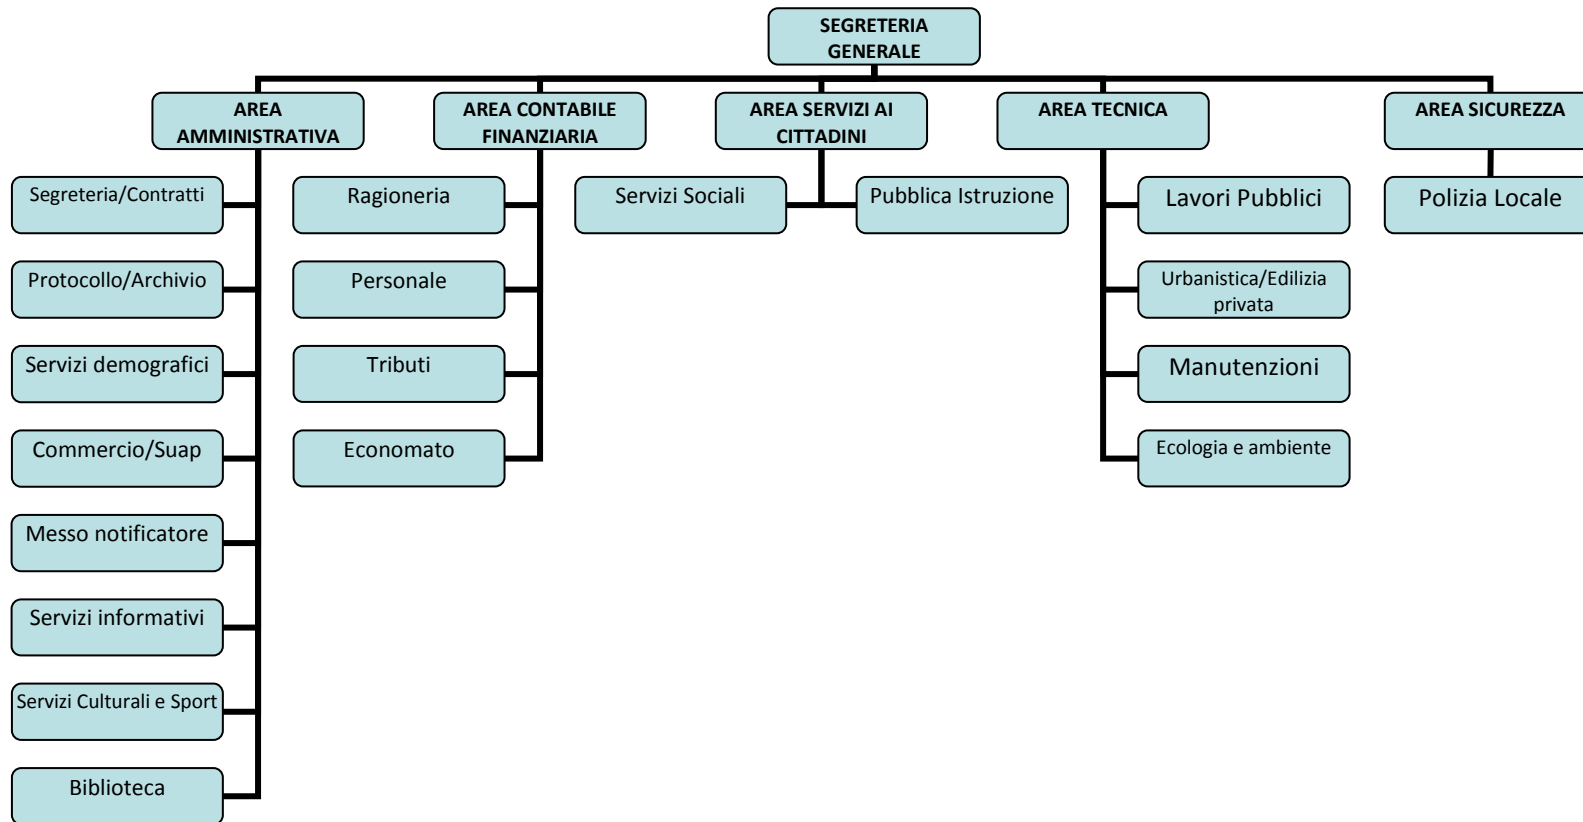 SEGRETERIA
GENERALE
AREA
AMMINISTRATIVA
AREA CONTABILE
FINANZIARIA
AREA SERVIZI AI
CITTADINI
AREA TECNICA
AREA SICUREZZA
Segreteria/Contratti
Ragioneria
Servizi Sociali
Pubblica Istruzione
Lavori Pubblici
Polizia Locale
Protocollo/Archivio
Personale
Urbanistica/Edilizia
privata
Servizi demografici
Tributi
Manutenzioni
Commercio/Suap
Economato
Ecologia e ambiente
Messo notificatore
Servizi informativi
Servizi Culturali e Sport
Biblioteca